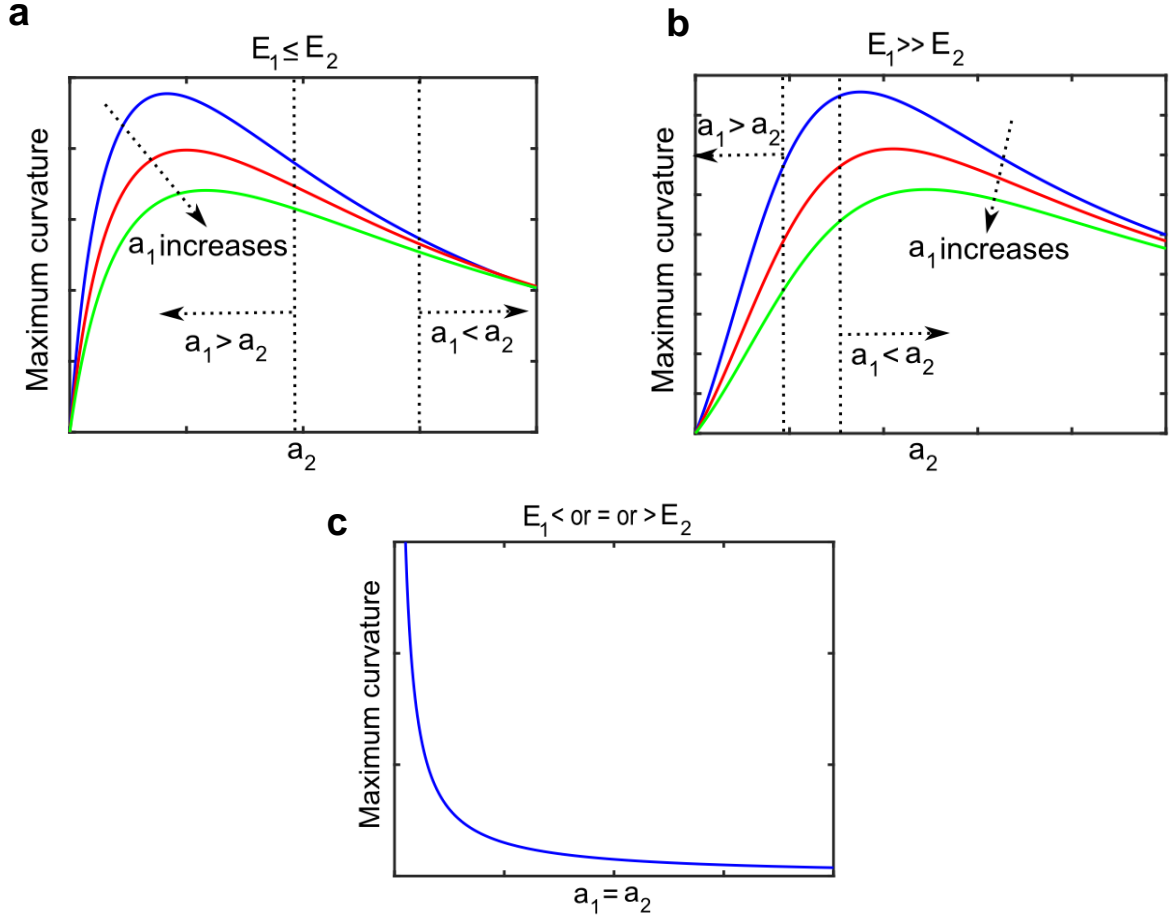 a
E₁ ≤ E₂
Maximum curvature
a₁ increases
a₁ > a₂
a₁ < a₂
a₂
b
E₁ >> E₂
Maximum curvature
a₁ > a₂
a₁ increases
a₁ < a₂
a₂
c
E₁ < or = or > E₂
Maximum curvature
a₁ = a₂